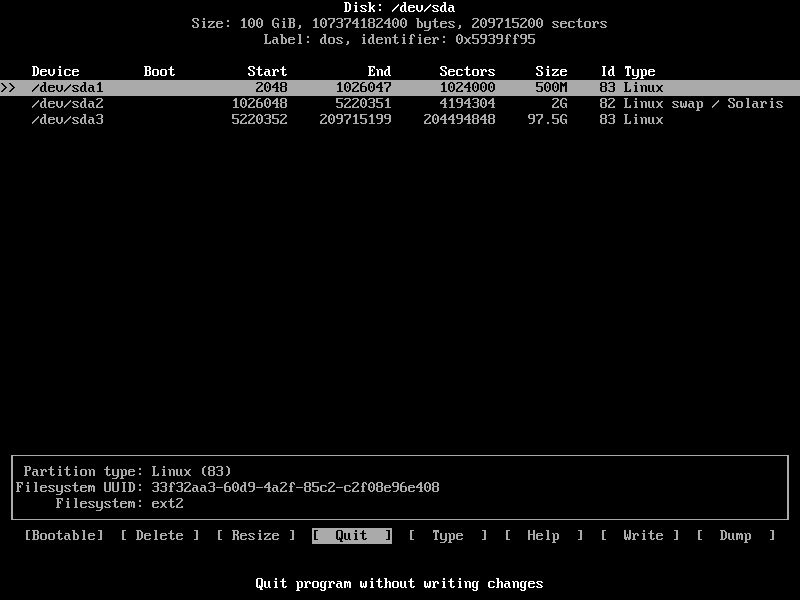 Disk: /dev/sda
Size: 100 GiB, 107374182400 bytes, 209715200 sectors
Label: dos, identifier: 0x5939ff95
Device Boot Start End Sectors Size Id Type
>> /dev/sda1 2048 1026047 1024000 500M 83 Linux
/dev/sda2 1026048 5220351 4194304 2G 82 Linux swap / Solaris
/dev/sda3 5220352 209715199 204494848 97.5G 83 Linux
Partition type: Linux (83)
Filesystem UUID: 33f32aa3-60d9-4a2f-85c2-c2f08e96e408
Filesystem: ext2
[Bootable] [ Delete ] [ Resize ] [ Quit ] [ Type ] [ Help ] [ Write ] [ Dump ]
Quit program without writing changes